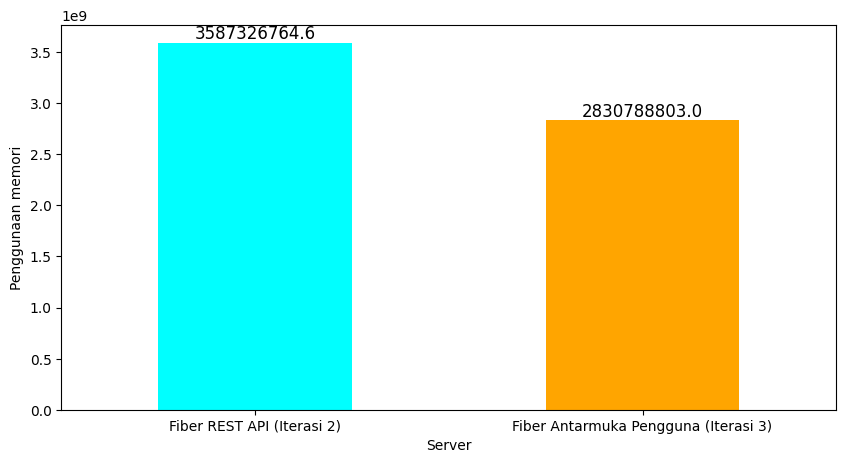 1e9
3587326764.6
2830788803.0
3.5
3.0
2.5
2.0
1.5
1.0
0.5
0.0
Penggunaan memori
Fiber REST API (Iterasi 2)
Fiber Antarmuka Pengguna (Iterasi 3)
Server